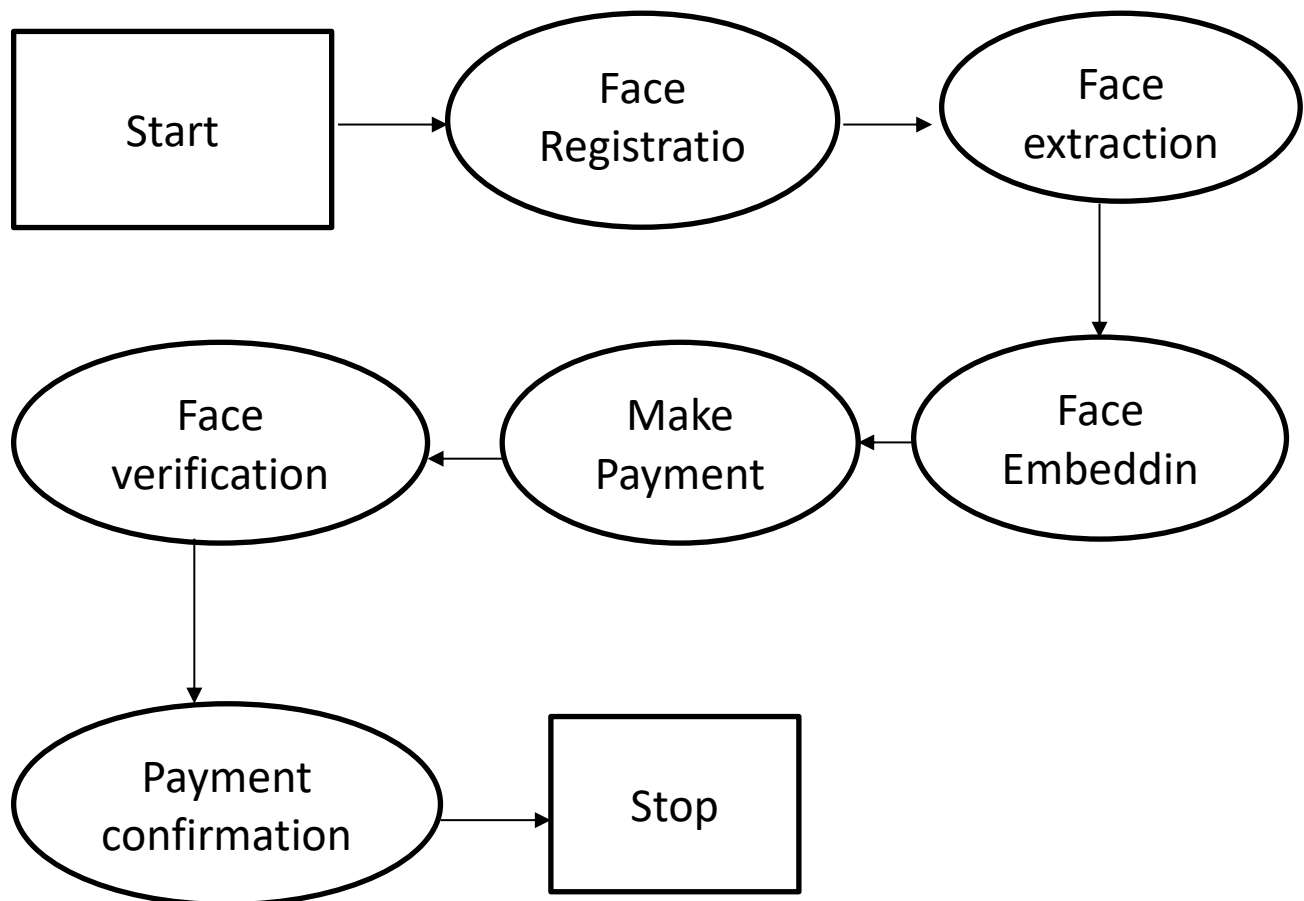 Start
Face
Registratio
Face
extraction
Face
verification
Make
Payment
Face
Embeddin
Payment
confirmation
Stop